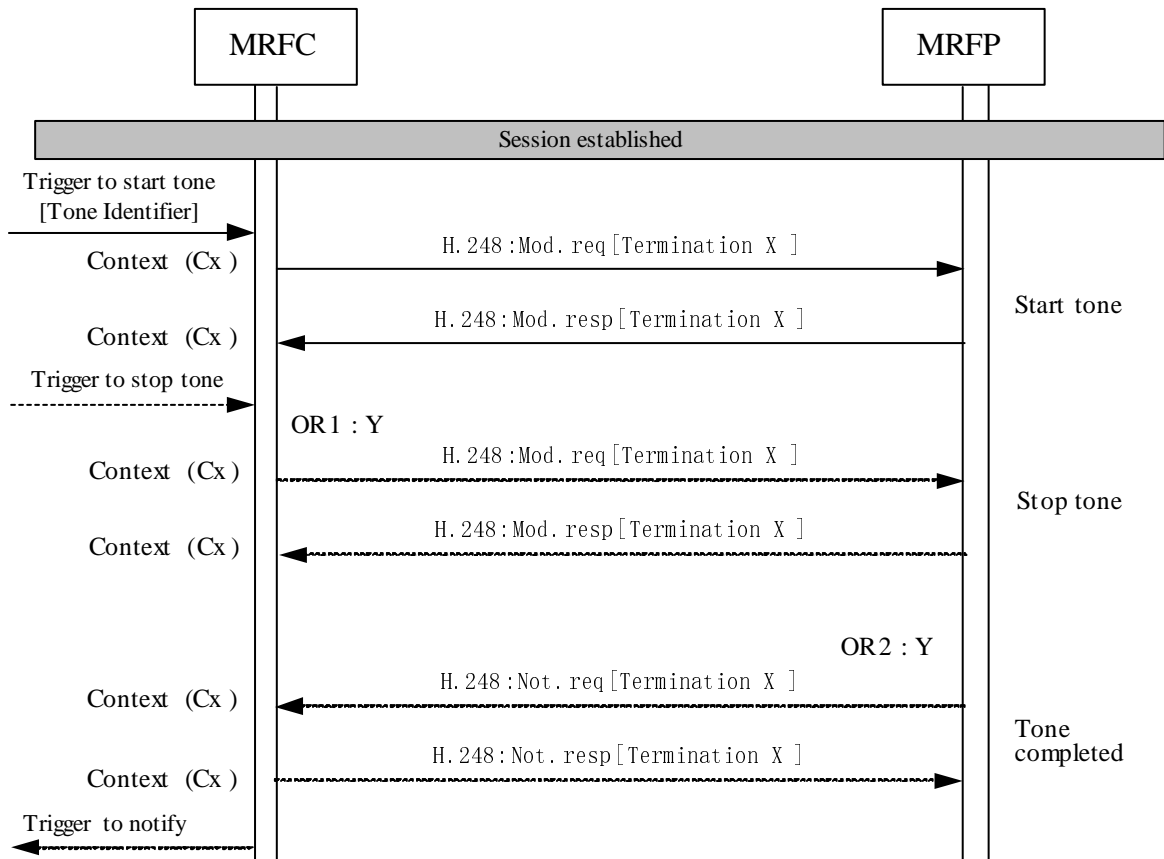 MRFC
MRFP
Session established
Trigger to start tone
[Tone Identifier]
H.248:Mod.req[Termination X ]
Context (Cx )
Start tone
H.248:Mod.resp[Termination X ]
Context (Cx )
Trigger to stop tone
OR1 : Y
H.248:Mod.req[Termination X ]
Context (Cx )
Stop tone
H.248:Mod.resp[Termination X ]
Context (Cx )
OR2 : Y
H.248:Not.req[Termination X ]
Context (Cx )
Tone
completed
H.248:Not.resp[Termination X ]
Context (Cx )
Trigger to notify